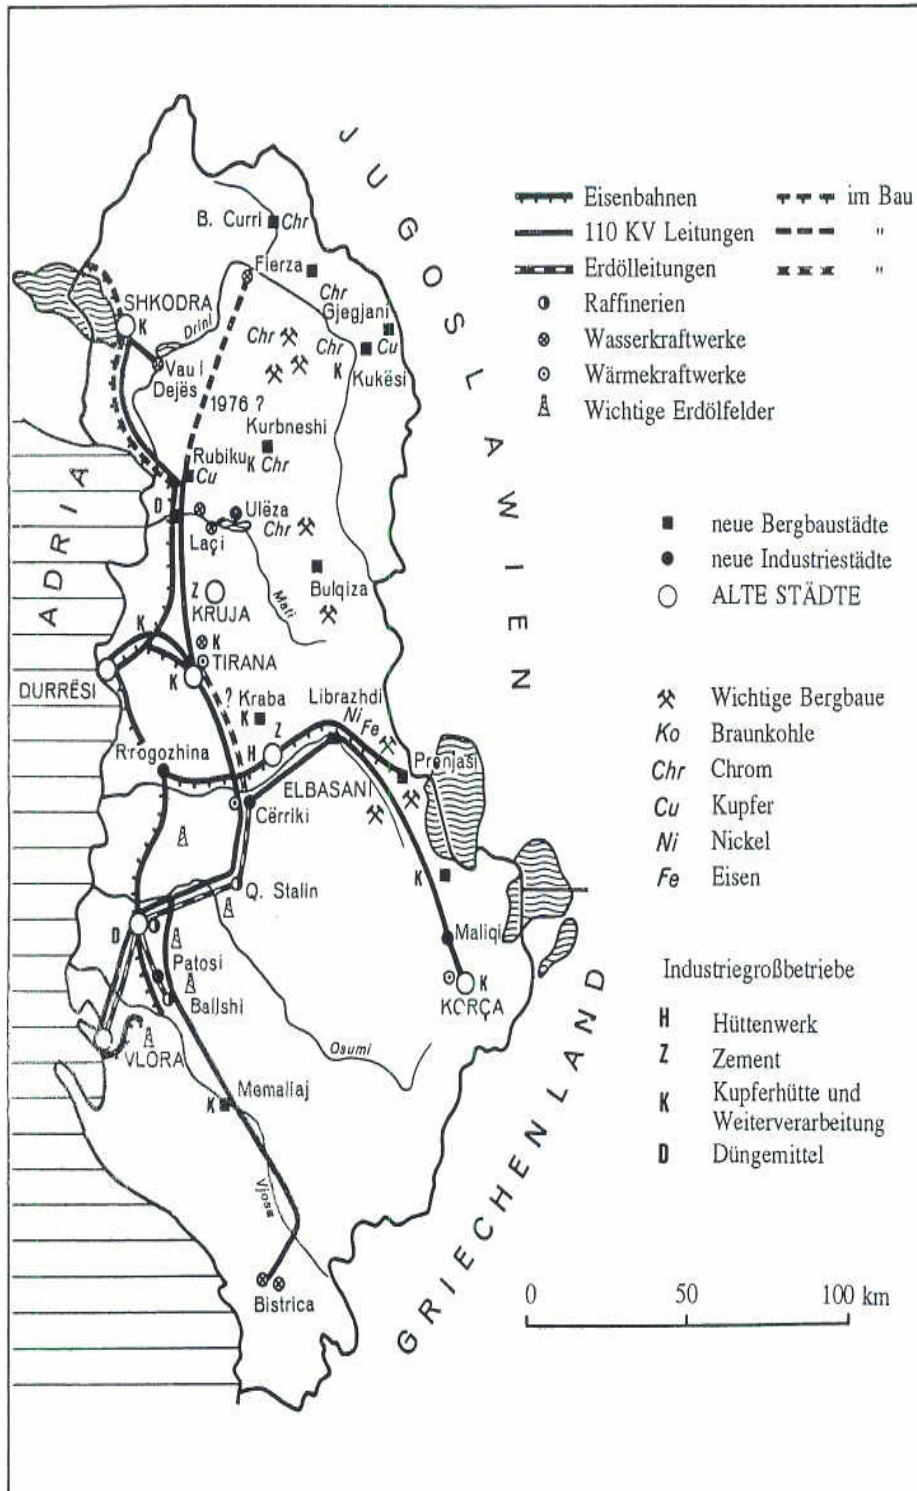 JUGOSLAWIEN
ADRIA
GRIECHENLAND
B. Curri Chr
Fierza
Chr
Gjegjani
SHKODRA
K
Drini
Chr
Chr
Cu
Vau i
Dejës
K
Kukësi
1976 ?
Kurbneshi
Rubiku
K Chr
Cu
D
Ulëza
Laçi
Chr
Z
KRUJA
Mati
Bulqiza
K
K
TIRANA
DURRËSI
K
?
Kraba
K
Librazhdi
Ni
Fe
Rrogozhina
H
Z
Prenjasi
ELBASANI
Cërriki
Q. Stalin
K
D
Maliqi
Patosi
K
KORÇA
Ballshi
VLORA
Osumi
Memaliaj
K
Vjosa
Bistrica
Eisenbahnen im Bau
110 KV Leitungen "
Erdölleitungen "
Raffinerien
Wasserkraftwerke
Wärmekraftwerke
Wichtige Erdölfelder
neue Bergbaustädte
neue Industriestädte
ALTE STÄDTE
Wichtige Bergbaue
Ko Braunkohle
Chr Chrom
Cu Kupfer
Ni Nickel
Fe Eisen
Industriegroßbetriebe
H Hüttenwerk
Z Zement
K Kupferhütte und
Weiterverarbeitung
D Düngemittel
0 50 100 km